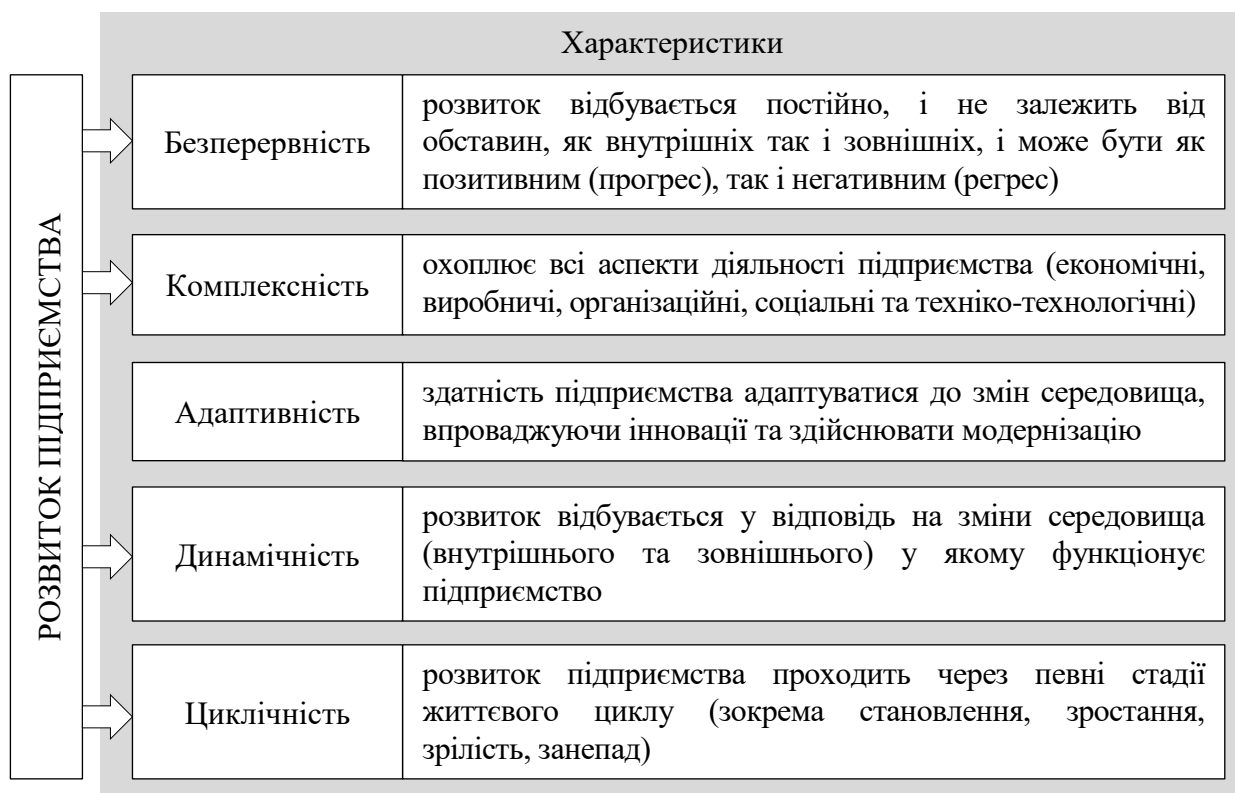 Характеристики
РОЗВИТОК ПІДПРИЄМСТВА
Безперервність
розвиток відбувається постійно, і не залежить від
обставин, як внутрішніх так і зовнішніх, і може бути як
позитивним (прогрес), так і негативним (регрес)
Комплексність
охоплює всі аспекти діяльності підприємства (економічні,
виробничі, організаційні, соціальні та техніко-технологічні)
Адаптивність
здатність підприємства адаптуватися до змін середовища,
впроваджуючи інновації та здійснювати модернізацію
Динамічність
розвиток відбувається у відповідь на зміни середовища
(внутрішнього та зовнішнього) у якому функціонує
підприємство
Циклічність
розвиток підприємства проходить через певні стадії
життєвого циклу (зокрема становлення, зростання,
зрілість, занепад)